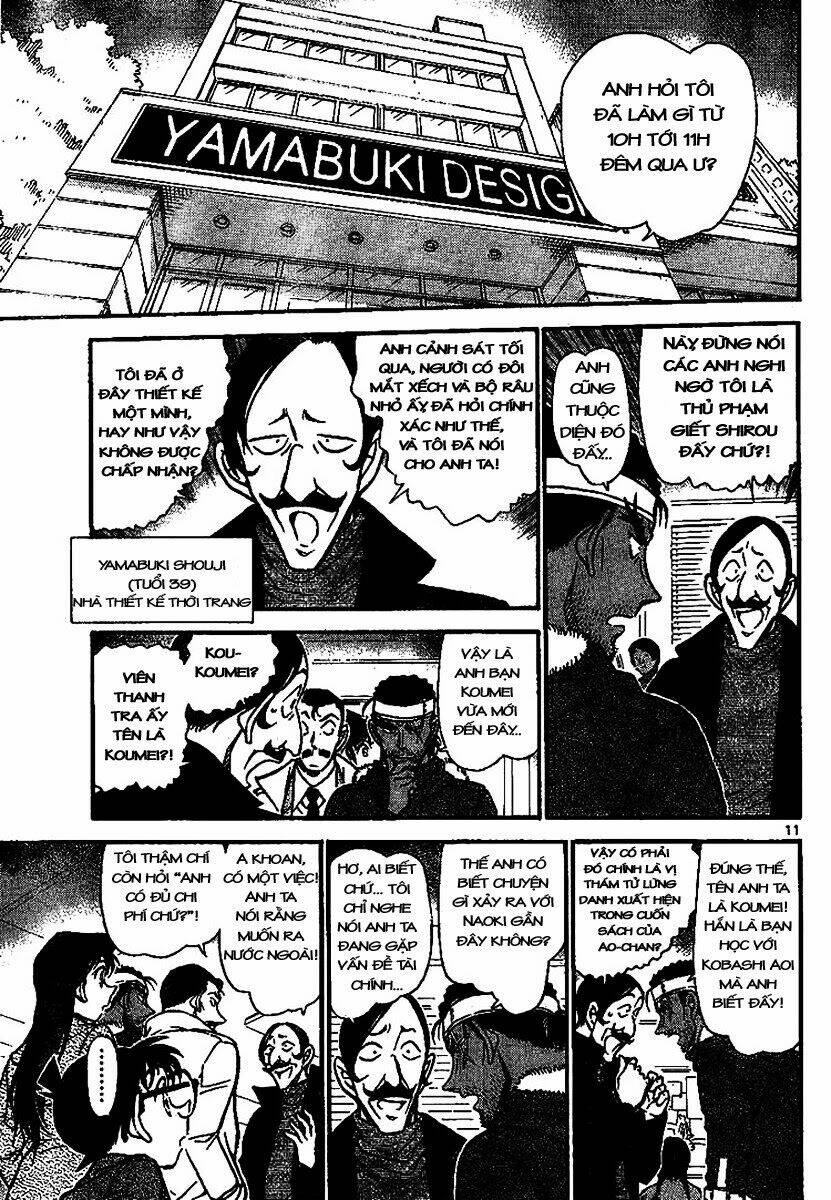 ANH HỎI TÔI
ĐÃ LÀM GÌ TỪ
10H TỚI 11H
ĐÊM QUA Ư?
YAMABUKI DESIGN
NÀY ĐỪNG NÓI
CÁC ANH NGHI
NGỜ TÔI LÀ
THỦ PHẠM
GIẾT SHIROU
ĐẤY CHỨ?!
ANH
CŨNG
THUỘC
DIỆN ĐÓ
ĐẤY..
ANH CẢNH SÁT TỐI
QUA, NGƯỜI CÓ ĐÔI
MẮT XẾCH VÀ BỘ RÂU
NHỎ ẤY, ĐÃ HỎI CHÍNH
XÁC NHƯ THẾ,
VÀ TÔI ĐÃ NÓI
CHO ANH TA!
TÔI ĐÃ Ở
ĐÂY THIẾT KẾ
MỘT MÌNH,
HAY NHƯ VẬY
KHÔNG ĐƯỢC
CHẤP NHẬN?
YAMABUKI SHOUJI
(TUỔI 39)
NHÀ THIẾT KẾ THỜI TRANG
VẬY LÀ
ANH BẠN
KOUMEI
VỪA MỚI
ĐẾN ĐÂY..
KOU-
KOUMEI?
VIÊN
THANH
TRA ẤY
TÊN LÀ
KOUMEI?!
11
ĐÚNG THẾ,
TÊN ANH TA
LÀ KOUMEI!
HẮN LÀ BẠN
HỌC VỚI
KOBASHI AOI
MÀ ANH
BIẾT ĐẤY!
VẬY CÓ PHẢI
ĐÓ CHÍNH LÀ VỊ
THÁM TỬ LỪNG
DANH XUẤT HIỆN
TRONG CUỐN
SÁCH CỦA
AO-CHAN?
THẾ ANH CÓ
BIẾT CHUYỆN
GÌ XẢY RA VỚI
NAOKI GẦN
ĐÂY KHÔNG?
HƠ, AI BIẾT
CHỨ... TÔI
CHỈ NGHE
NÓI ANH TA
ĐANG GẶP
VẤN ĐỀ TÀI
CHÍNH...
A KHOAN,
CÓ MỘT VIỆC!
ANH TA
NÓI RẰNG
MUỐN RA
NƯỚC NGOÀI!
TÔI THẬM CHÍ
CÒN HỎI "ANH
CÓ ĐỦ CHI
PHÍ CHỨ?"!
......